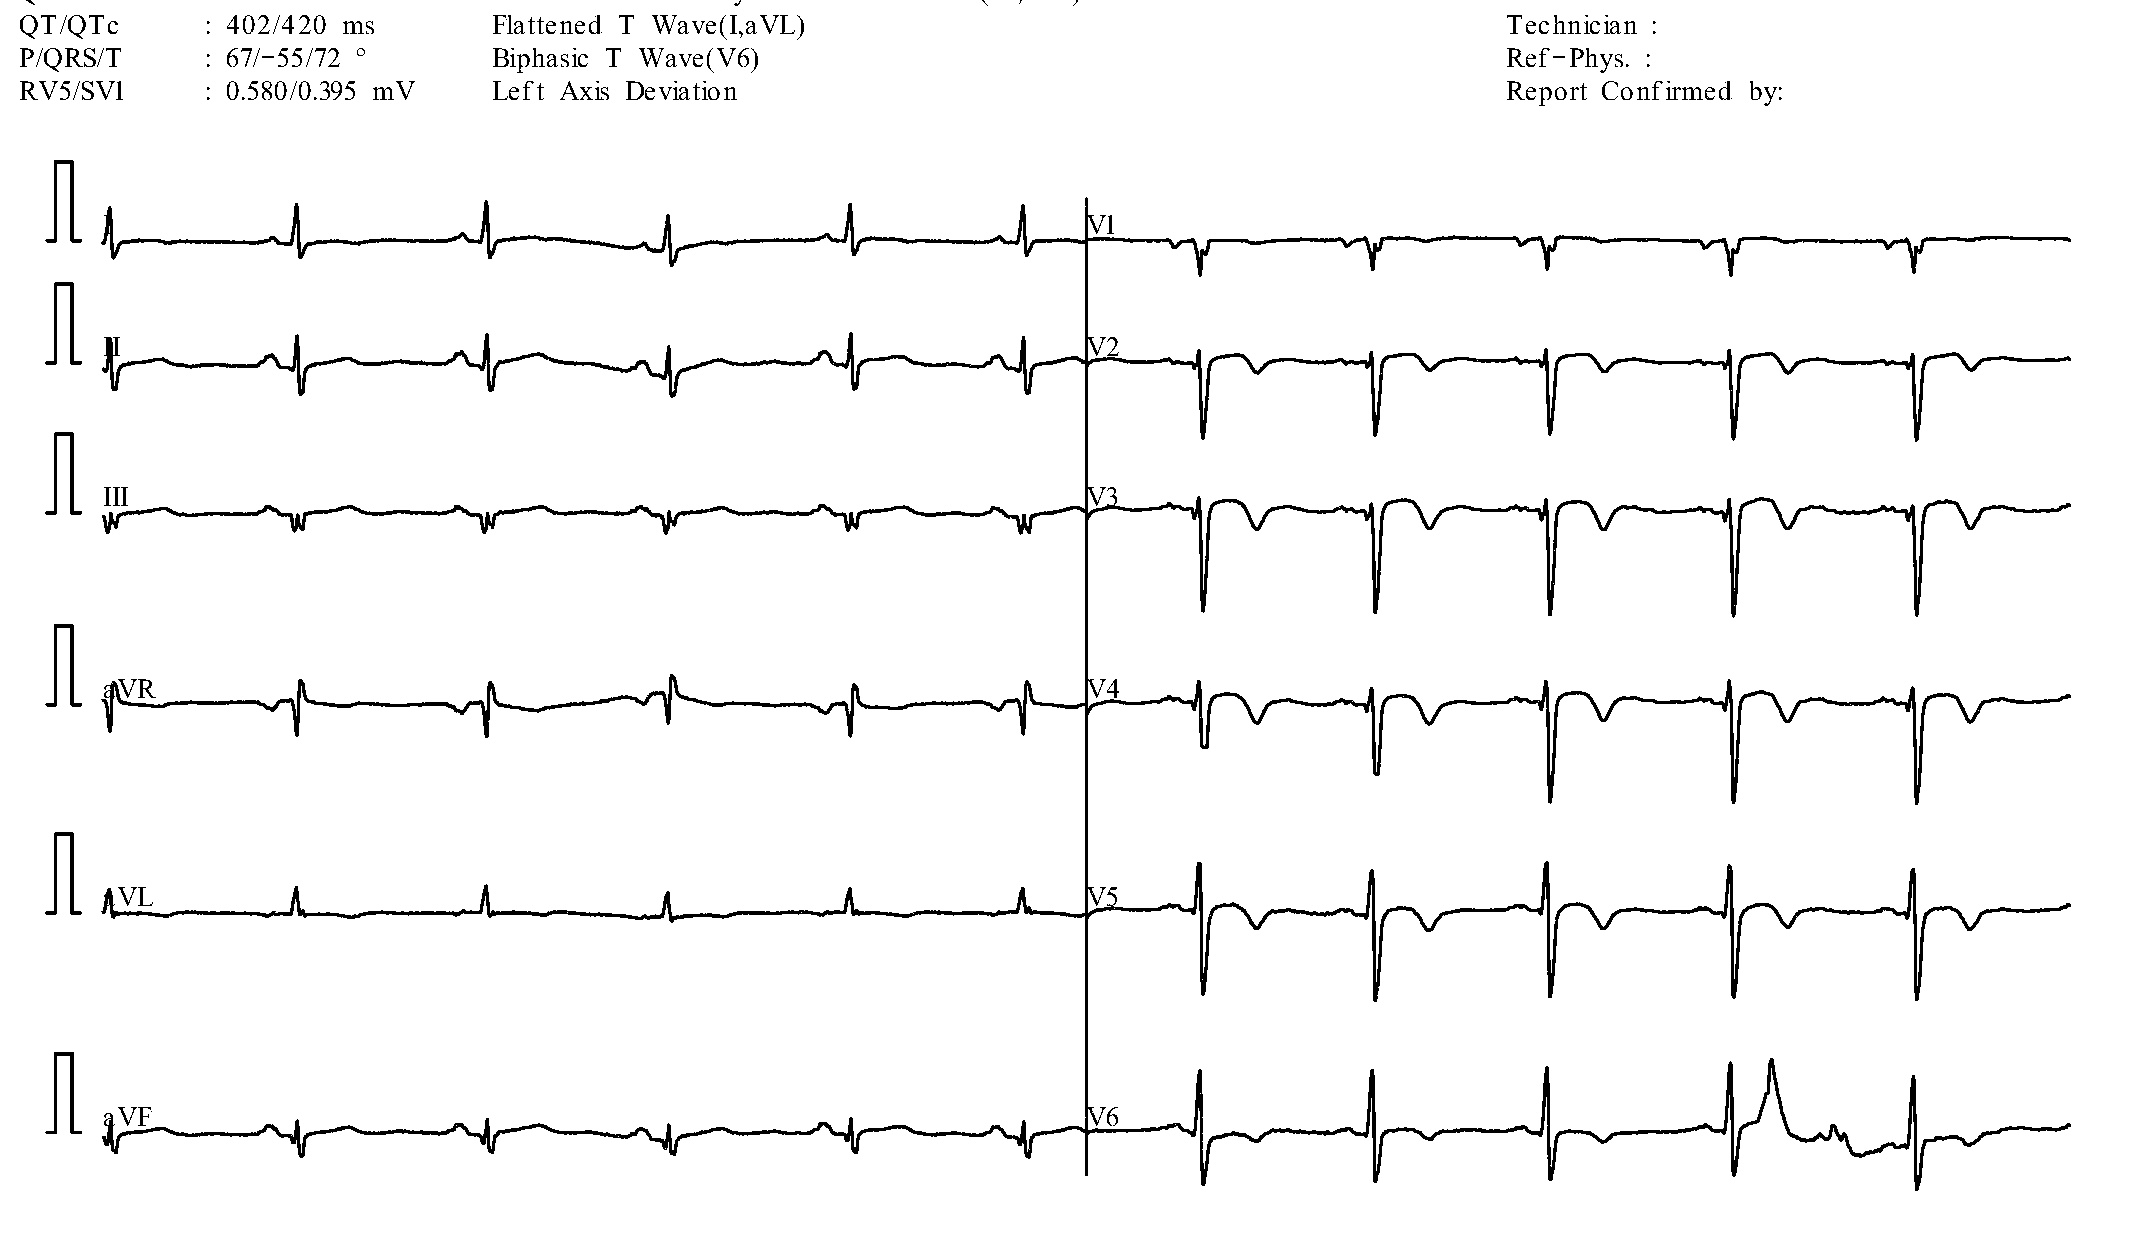 QT/QTc : 402/420 ms
P/QRS/T : 67/-55/72 °
RV5/SV1 : 0.580/0.395 mV
Flattened T Wave(I,aVL)
Biphasic T Wave(V6)
Left Axis Deviation
Technician :
Ref-Phys. :
Report Confirmed by:
II
III
aVR
VL
aVF
V1
V2
V3
V4
V5
V6